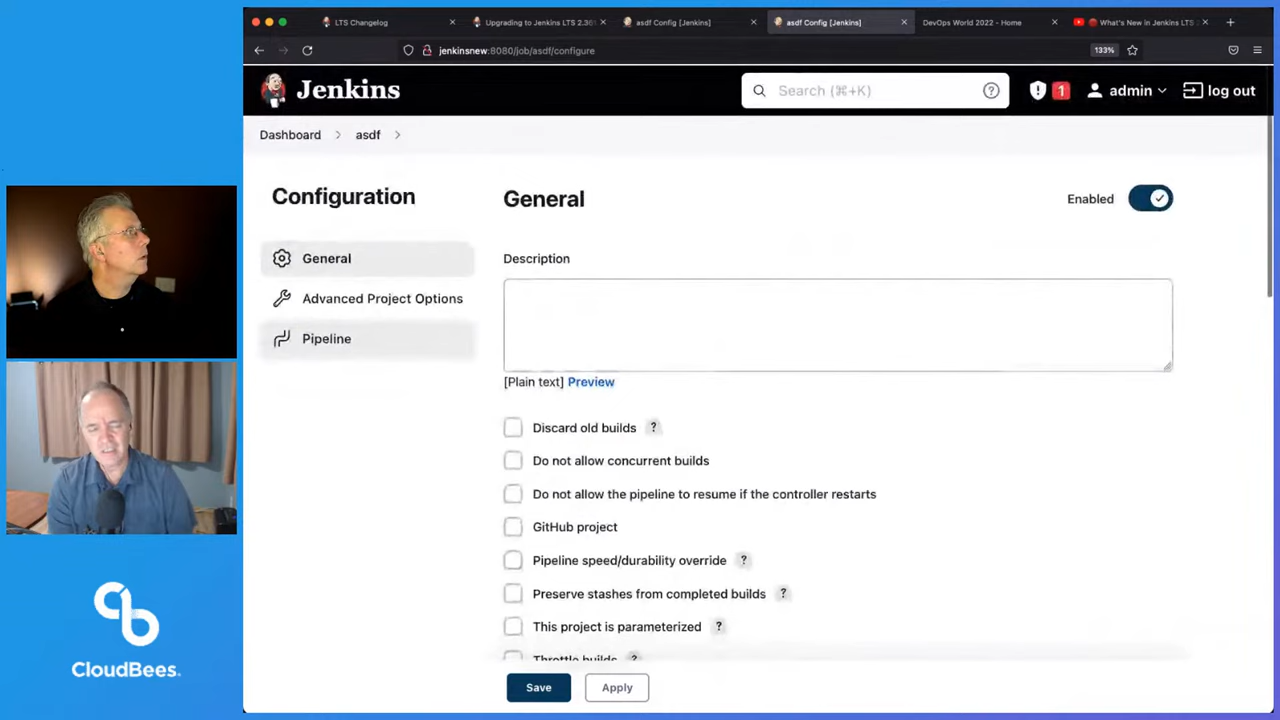 LTS Changelog
Upgrading to Jenkins LTS 2.361
asdf Config [Jenkins]
asdf Config [Jenkins]
DevOps World 2022 - Home
What's New in Jenkins LTS
jenkinsnew:8080/job/asdf/configure
133%
Jenkins
Search (⌘+K)
?
1
admin
log out
Dashboard
asdf
Configuration
General
Advanced Project Options
Pipeline
General
Enabled
Description
[Plain text] Preview
Discard old builds ?
Do not allow concurrent builds
Do not allow the pipeline to resume if the controller restarts
GitHub project
Pipeline speed/durability override ?
Preserve stashes from completed builds ?
This project is parameterized ?
Throttle builds ?
Save
Apply
CloudBees.